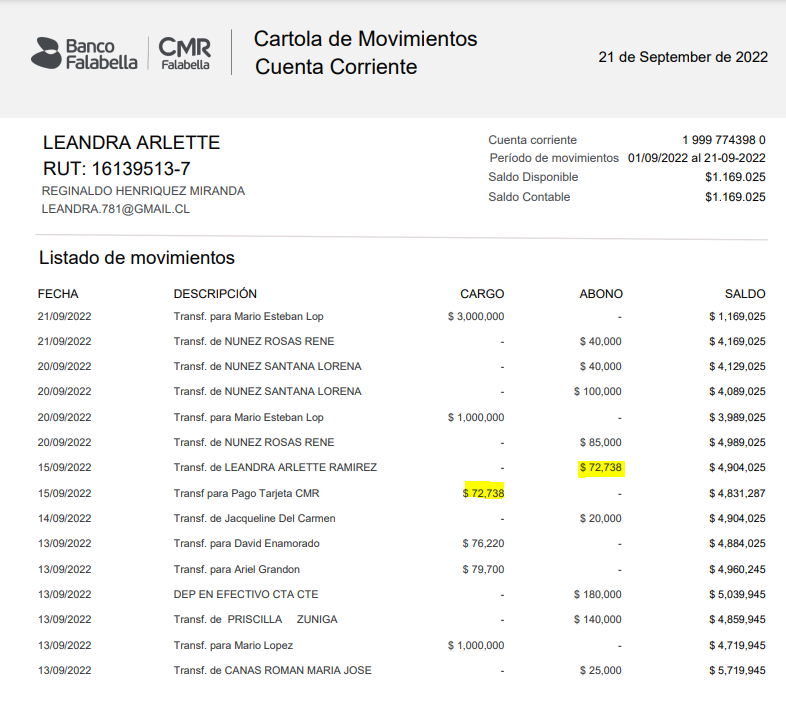 Banco Falabella
CMR Falabella
Cartola de Movimientos
Cuenta Corriente
21 de September de 2022
LEANDRA ARLETTE
RUT: 16139513-7
REGINALDO HENRIQUEZ MIRANDA
LEANDRA.781@GMAIL.CL
Cuenta corriente 1 999 774398 0
Período de movimientos 01/09/2022 al 21-09-2022
Saldo Disponible $1.169.025
Saldo Contable $1.169.025
Listado de movimientos
FECHA DESCRIPCIÓN CARGO ABONO SALDO
21/09/2022 Transf. para Mario Esteban Lop $ 3,000,000 - $ 1,169,025
21/09/2022 Transf. de NUNEZ ROSAS RENE - $ 40,000 $ 4,169,025
20/09/2022 Transf. de NUNEZ SANTANA LORENA - $ 40,000 $ 4,129,025
20/09/2022 Transf. de NUNEZ SANTANA LORENA - $ 100,000 $ 4,089,025
20/09/2022 Transf. para Mario Esteban Lop $ 1,000,000 - $ 3,989,025
20/09/2022 Transf. de NUNEZ ROSAS RENE - $ 85,000 $ 4,989,025
15/09/2022 Transf. de LEANDRA ARLETTE RAMIREZ - $ 72,738 $ 4,904,025
15/09/2022 Transf para Pago Tarjeta CMR $ 72,738 - $ 4,831,287
14/09/2022 Transf. de Jacqueline Del Carmen - $ 20,000 $ 4,904,025
13/09/2022 Transf. para David Enamorado $ 76,220 - $ 4,884,025
13/09/2022 Transf. para Ariel Grandon $ 79,700 - $ 4,960,245
13/09/2022 DEP EN EFECTIVO CTA CTE - $ 180,000 $ 5,039,945
13/09/2022 Transf. de PRISCILLA ZUNIGA - $ 140,000 $ 4,859,945
13/09/2022 Transf. para Mario Lopez $ 1,000,000 - $ 4,719,945
13/09/2022 Transf. de CANAS ROMAN MARIA JOSE - $ 25,000 $ 5,719,945